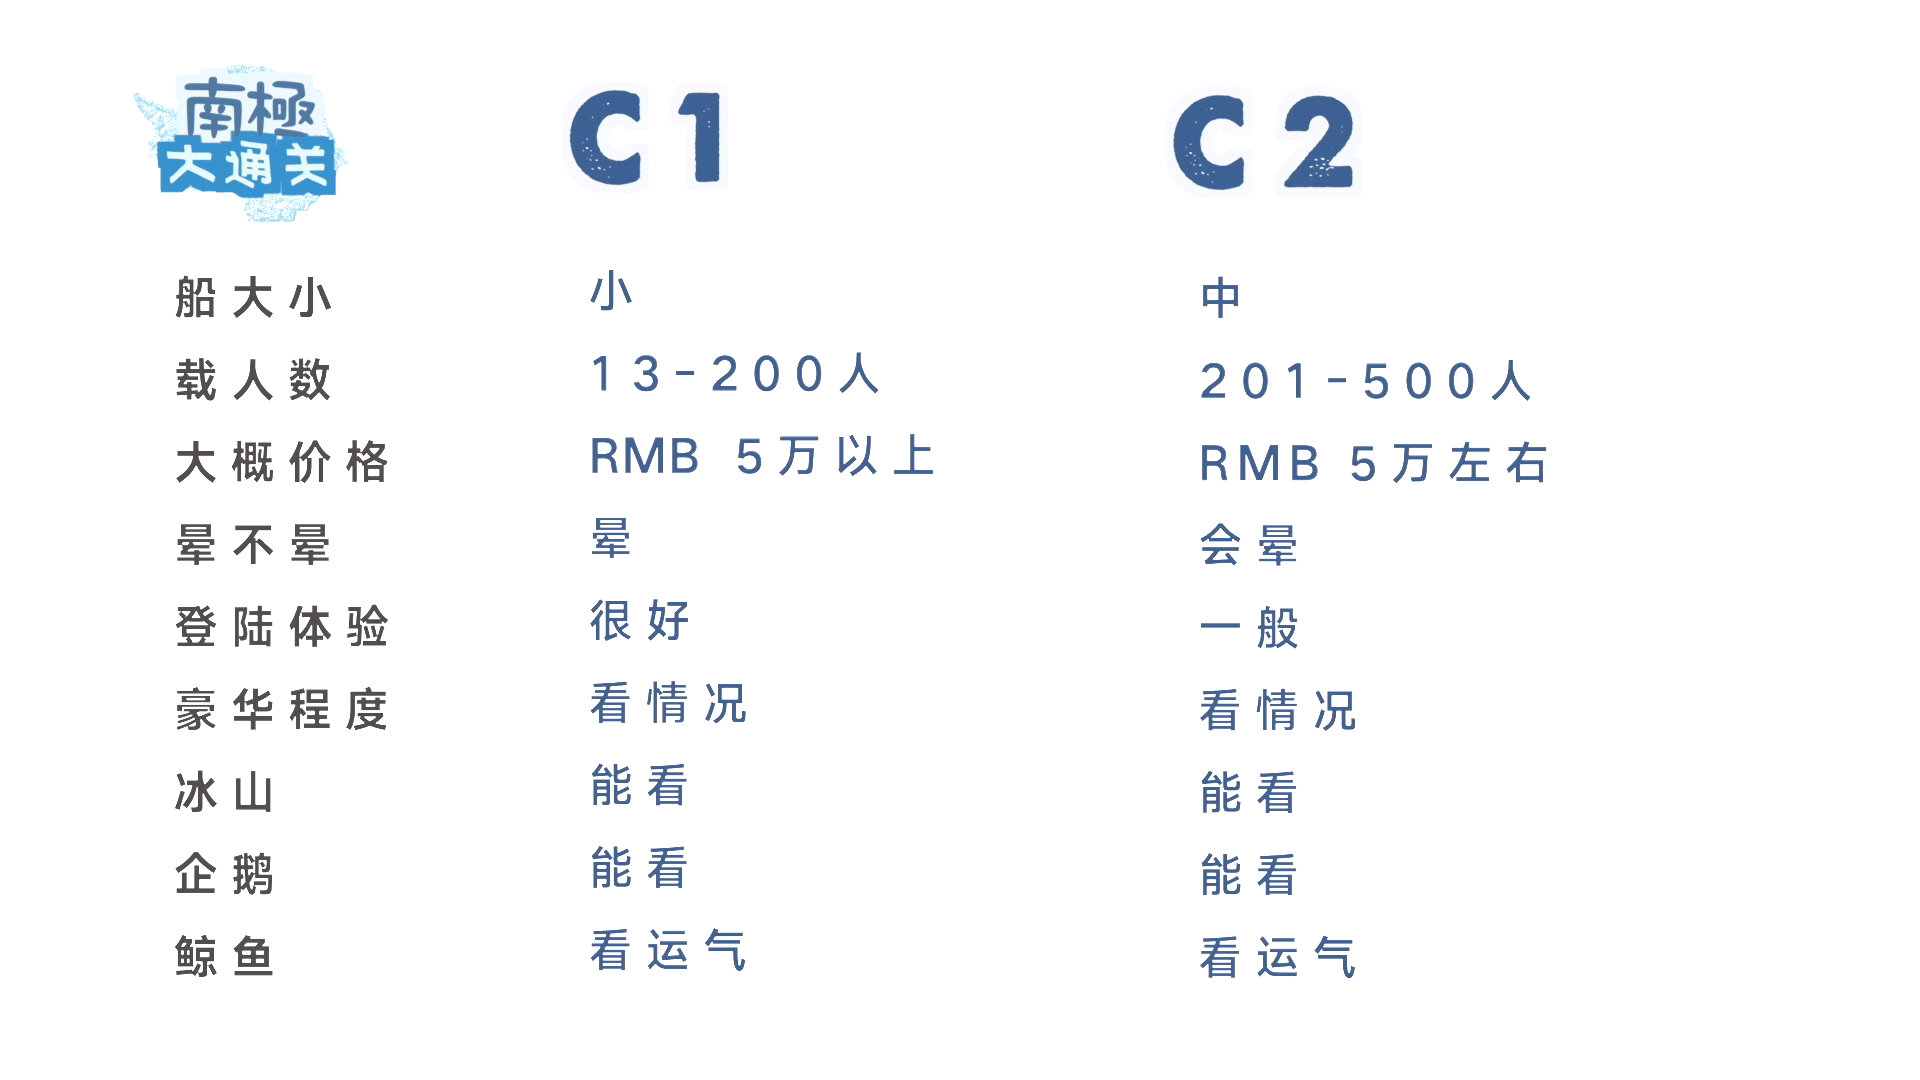 南極
大通关
C1 C2
船大小 小 中
载人数 13-200人 201-500人
大概价格 RMB 5万以上 RMB 5万左右
晕不晕 晕 会晕
登陆体验 很好 一般
豪华程度 看情况 看情况
冰山 能看 能看
企鹅 能看 能看
鲸鱼 看运气 看运气